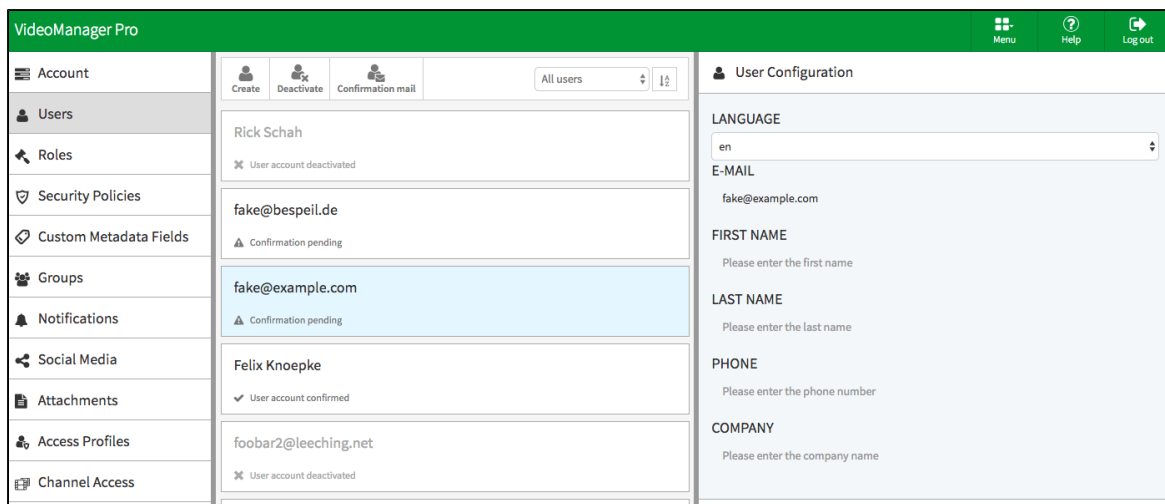 VideoManager Pro
Menu
Help
Log out
Account
Users
Roles
Security Policies
Custom Metadata Fields
Groups
Notifications
Social Media
Attachments
Access Profiles
Channel Access
Create
Deactivate
Confirmation mail
All users
Rick Schah
User account deactivated
fake@bespeil.de
Confirmation pending
fake@example.com
Confirmation pending
Felix Knoepke
User account confirmed
foobar2@leeching.net
User account deactivated
User Configuration
LANGUAGE
en
E-MAIL
fake@example.com
FIRST NAME
Please enter the first name
LAST NAME
Please enter the last name
PHONE
Please enter the phone number
COMPANY
Please enter the company name